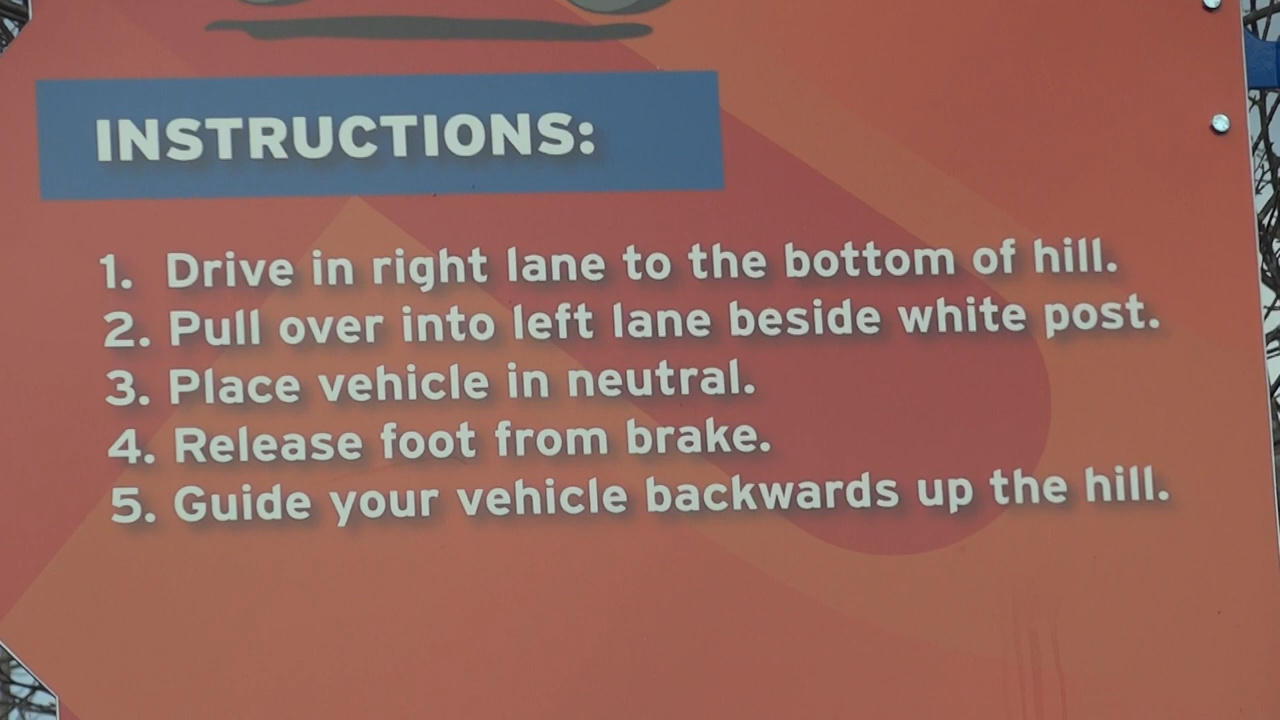 INSTRUCTIONS:
1. Drive in right lane to the bottom of hill.
2. Pull over into left lane beside white post.
3. Place vehicle in neutral.
4. Release foot from brake.
5. Guide your vehicle backwards up the hill.